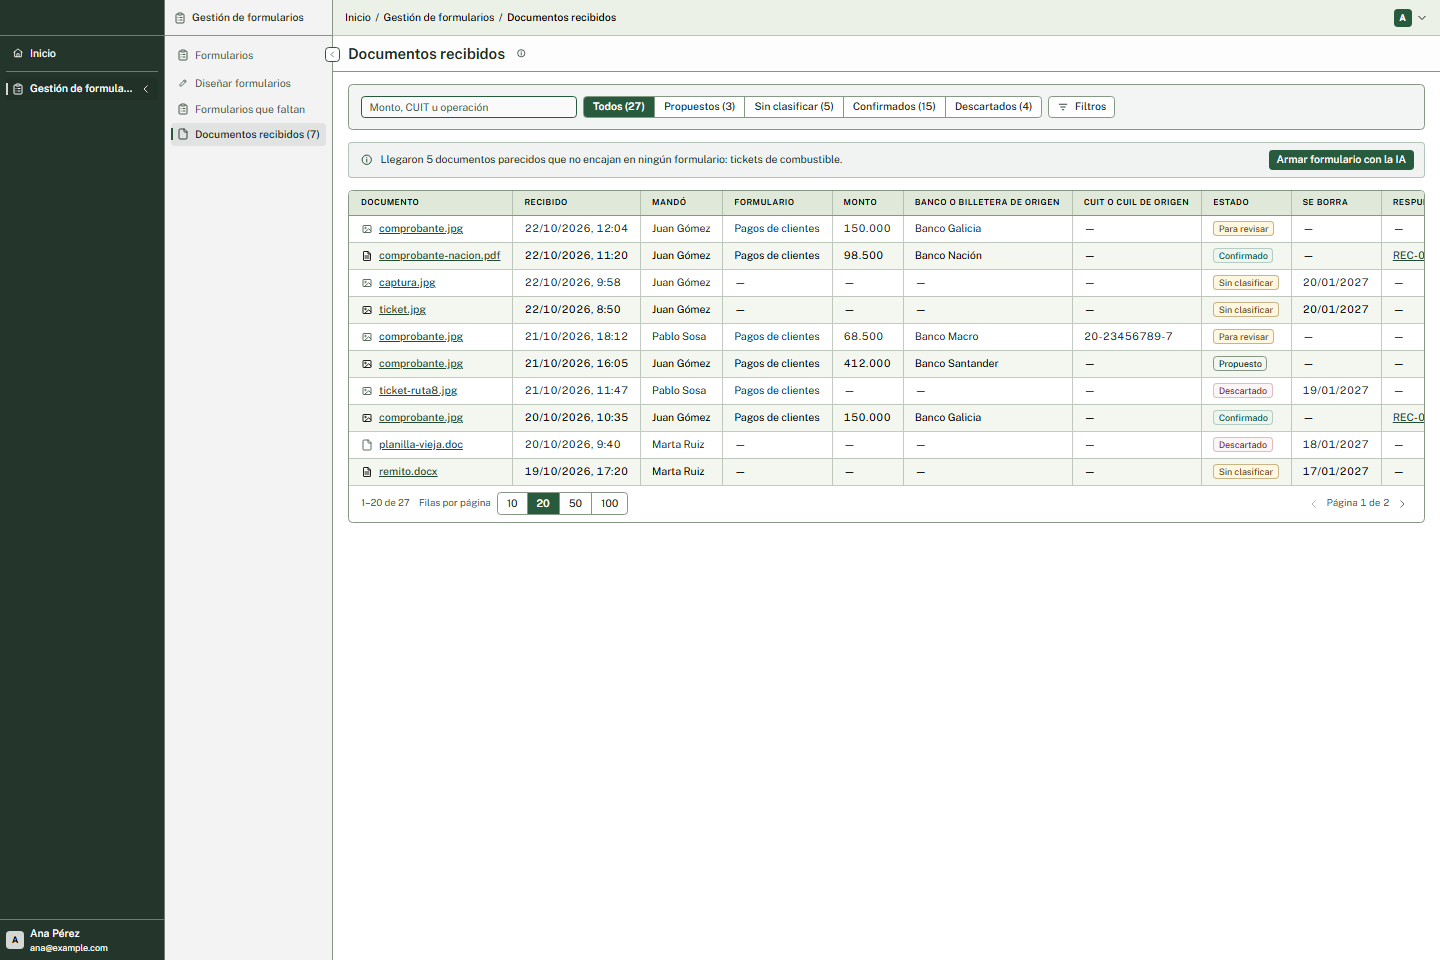 Gestión de formularios
Inicio / Gestión de formularios / Documentos recibidos
A
Inicio
Gestión de formula...
Formularios
Diseñar formularios
Formularios que faltan
Documentos recibidos (7)
Documentos recibidos
Monto, CUIT u operación
Todos (27) Propuestos (3) Sin clasificar (5) Confirmados (15) Descartados (4) Filtros
Llegaron 5 documentos parecidos que no encajan en ningún formulario: tickets de combustible. Armar formulario con la IA
DOCUMENTO RECIBIDO MANDÓ FORMULARIO MONTO BANCO O BILLETERA DE ORIGEN CUIT O CUIL DE ORIGEN ESTADO SE BORRA RESPU
comprobante.jpg 22/10/2026, 12:04 Juan Gómez Pagos de clientes 150.000 Banco Galicia — Para revisar — —
comprobante-nacion.pdf 22/10/2026, 11:20 Juan Gómez Pagos de clientes 98.500 Banco Nación — Confirmado — REC-0
captura.jpg 22/10/2026, 9:58 Juan Gómez — — — — Sin clasificar 20/01/2027 —
ticket.jpg 22/10/2026, 8:50 Juan Gómez — — — — Sin clasificar 20/01/2027 —
comprobante.jpg 21/10/2026, 18:12 Pablo Sosa Pagos de clientes 68.500 Banco Macro 20-23456789-7 Para revisar — —
comprobante.jpg 21/10/2026, 16:05 Juan Gómez Pagos de clientes 412.000 Banco Santander — Propuesto — —
ticket-ruta8.jpg 21/10/2026, 11:47 Pablo Sosa Pagos de clientes — — — Descartado 19/01/2027 —
comprobante.jpg 20/10/2026, 10:35 Juan Gómez Pagos de clientes 150.000 Banco Galicia — Confirmado — REC-0
planilla-vieja.doc 20/10/2026, 9:40 Marta Ruiz — — — — Descartado 18/01/2027 —
remito.docx 19/10/2026, 17:20 Marta Ruiz — — — — Sin clasificar 17/01/2027 —
1–20 de 27 Filas por página 10 20 50 100 Página 1 de 2
A
Ana Pérez
ana@example.com